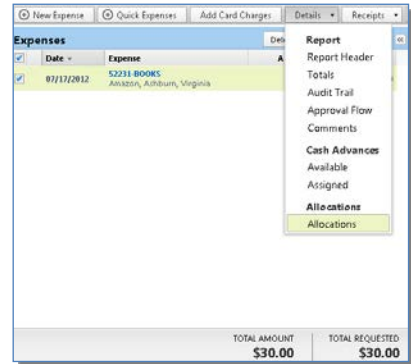 New Expense Quick Expenses Add Card Charges Details Receipts
Expenses
Date Expense
07/17/2012 52231-BOOKS
Amazon, Ashburn, Virginia
Report
Report Header
Totals
Audit Trail
Approval Flow
Comments
Cash Advances
Available
Assigned
Allocations
Allocations
TOTAL AMOUNT TOTAL REQUESTED
$30.00 $30.00